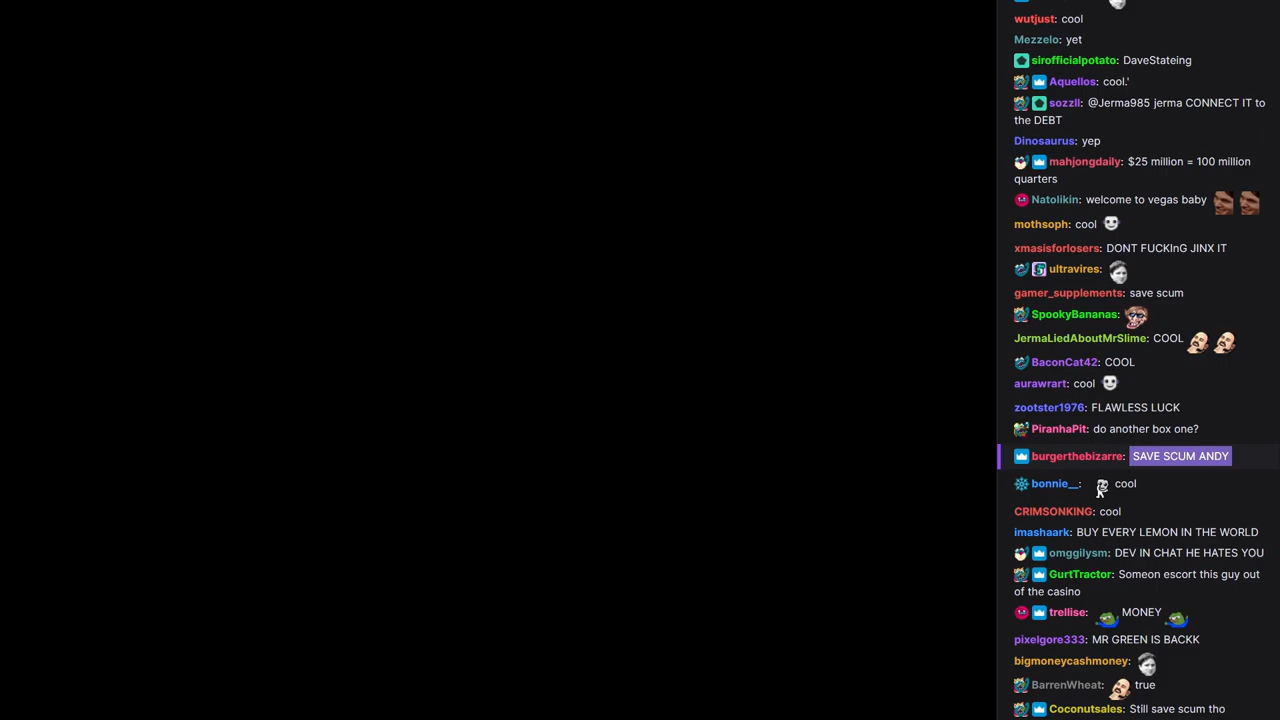 wutjust: cool
Mezzelo: yet
sirofficialpotato: DaveStateing
Aquellos: cool.'
sozzll: @Jerma985 jerma CONNECT IT to
the DEBT
Dinosaurus: yep
mahjongdaily: $25 million = 100 million
quarters
Natolikin: welcome to vegas baby
mothsoph: cool
xmasisforlosers: DONT FUCKInG JINX IT
ultravires:
gamer_supplements: save scum
SpookyBananas:
JermaLiedAboutMrSlime: COOL
BaconCat42: COOL
aurawrart: cool
zootster1976: FLAWLESS LUCK
PiranhaPit: do another box one?
burgerthebizarre: SAVE SCUM ANDY
bonnie__: cool
CRIMSONKING: cool
imashaark: BUY EVERY LEMON IN THE WORLD
omggilysm: DEV IN CHAT HE HATES YOU
GurtTractor: Someon escort this guy out
of the casino
trellise: MONEY
pixelgore333: MR GREEN IS BACKK
bigmoneycashmoney:
BarrenWheat: true
Coconutsales: Still save scum tho